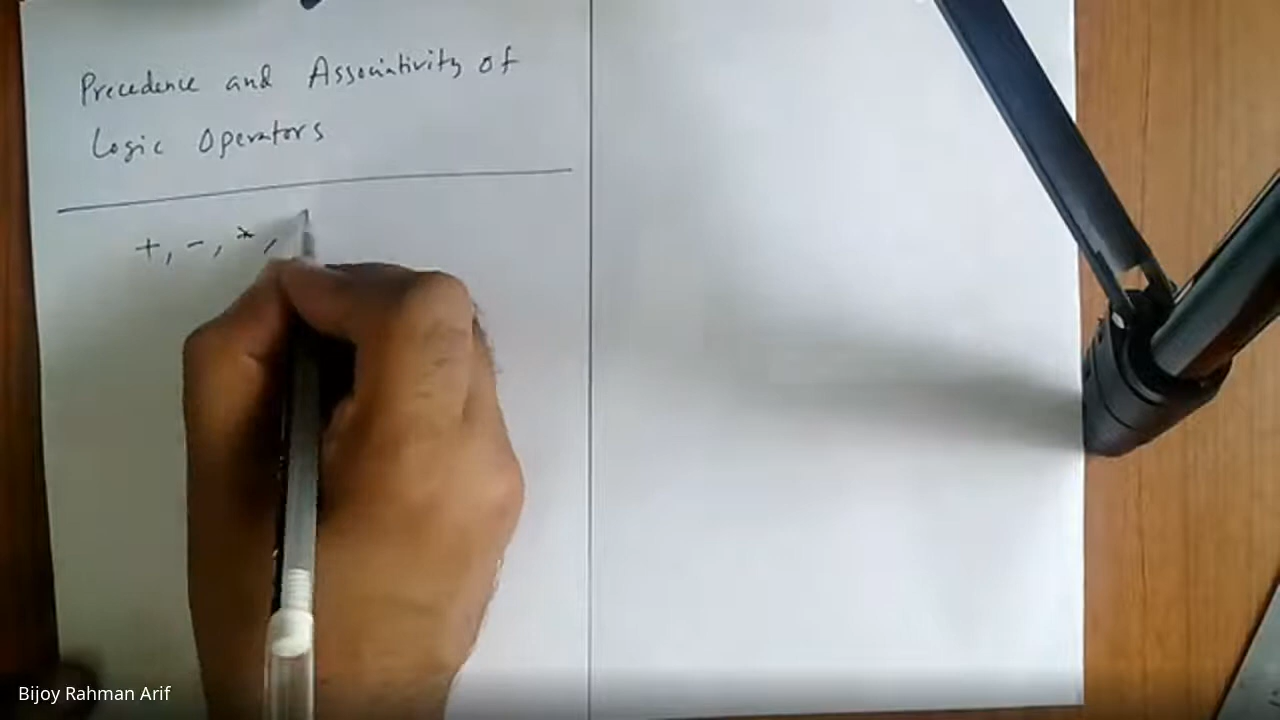 Precedence and Associativity of
Logic Operators
+, -, *,
Bijoy Rahman Arif